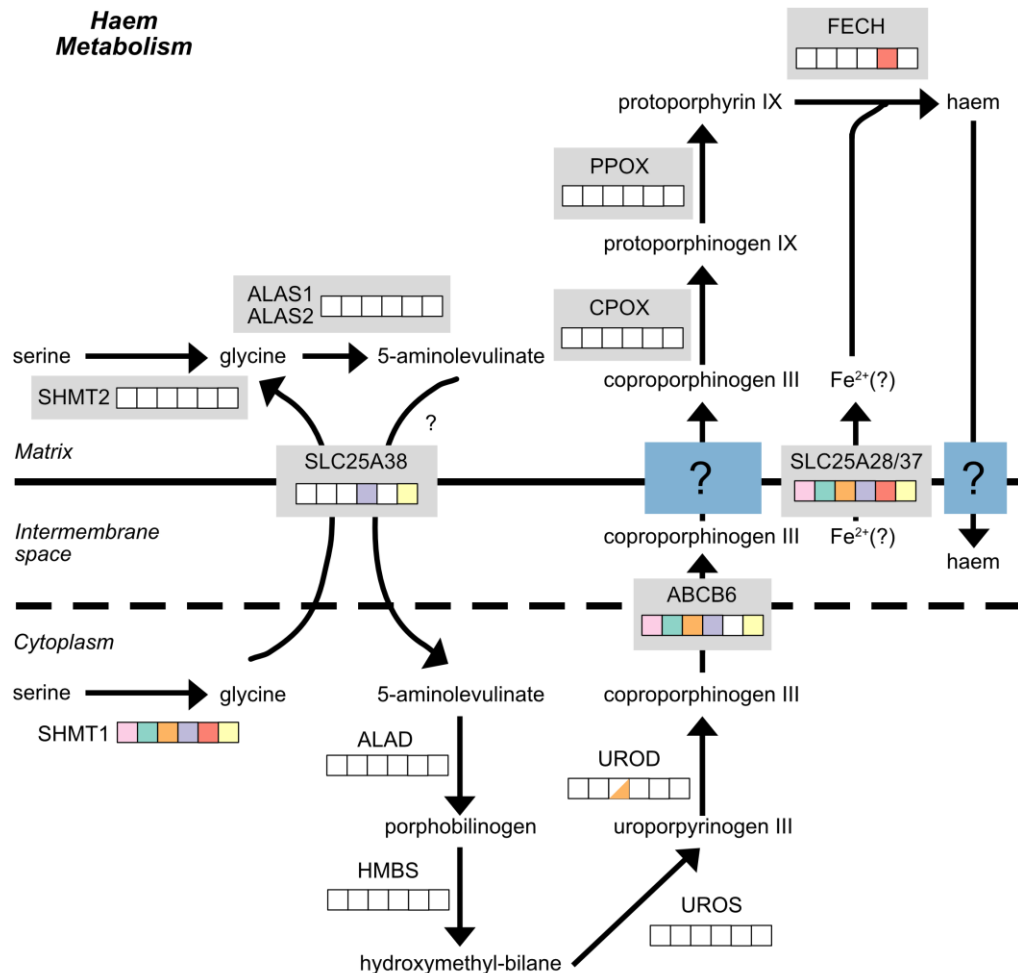 Haem
Metabolism
FECH
protoporphyrin IX
haem
PPOX
protoporphinogen IX
ALAS1
ALAS2
CPOX
serine
glycine
5-aminolevulinate
coproporphinogen III
Fe²⁺(?)
SHMT2
?
Matrix
SLC25A38
?
SLC25A28/37
?
Intermembrane
space
coproporphinogen III
Fe²⁺(?)
haem
ABCB6
Cytoplasm
serine
glycine
5-aminolevulinate
coproporphinogen III
SHMT1
ALAD
UROD
porphobilinogen
uroporpyrinogen III
HMBS
UROS
hydroxymethyl-bilane